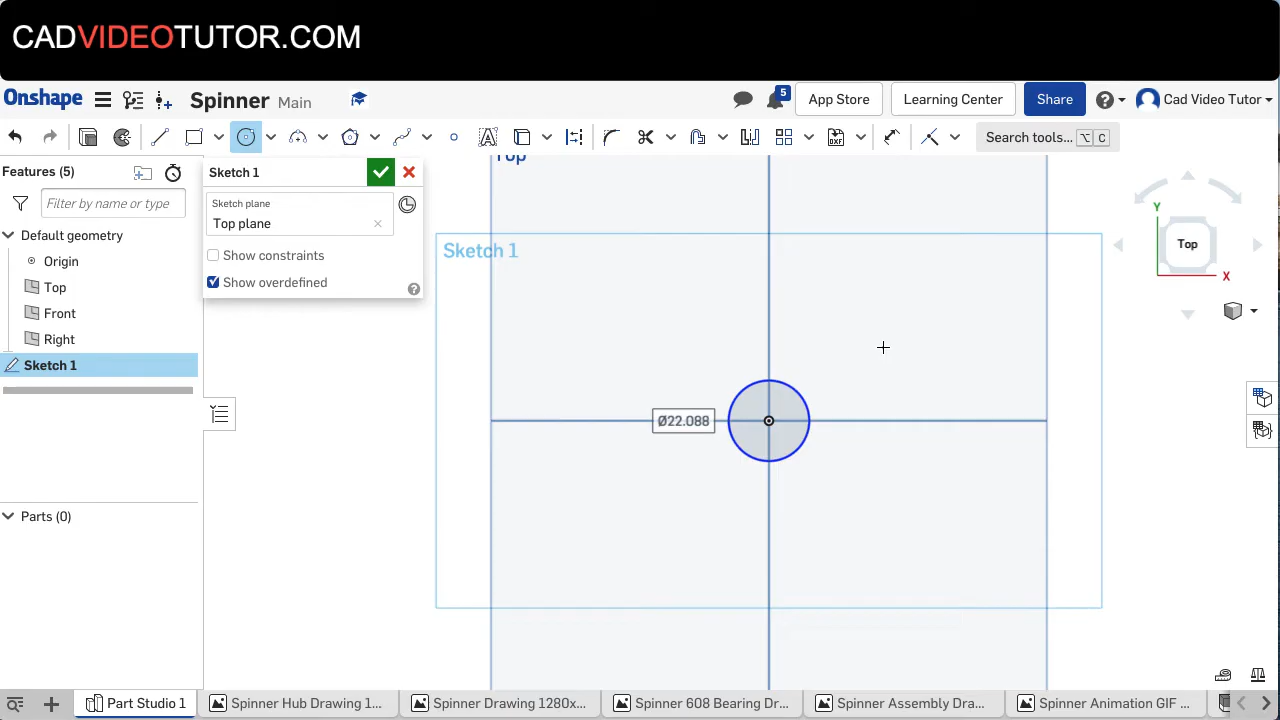 CADVIDEOTUTOR.COM
Onshape
Spinner Main
5
App Store
Learning Center
Share
Cad Video Tutor
Search tools... ⌥ C
Features (5)
Filter by name or type
Default geometry
Origin
Top
Front
Right
Sketch 1
Parts (0)
Sketch 1
Sketch plane
Top plane
Show constraints
Show overdefined
Top
Sketch 1
Ø22.088
Y
Top
X
Part Studio 1
Spinner Hub Drawing 1...
Spinner Drawing 1280x...
Spinner 608 Bearing Dr...
Spinner Assembly Dra...
Spinner Animation GIF ...